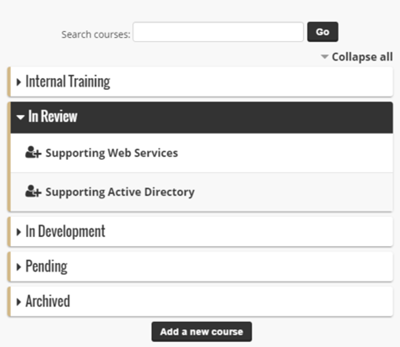 Search courses:
Go
Collapse all
Internal Training
In Review
Supporting Web Services
Supporting Active Directory
In Development
Pending
Archived
Add a new course